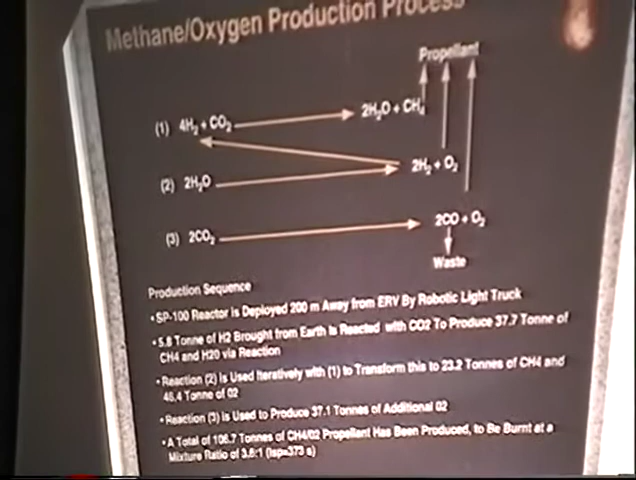 Methane/Oxygen Production Process
Propellant
(1) 4H₂ + CO₂ 2H₂O + CH₄
2H₂ + O₂
(2) 2H₂O
(3) 2CO₂ 2CO + O₂
Waste
Production Sequence
• SP-100 Reactor is Deployed 200 m Away from ERV By Robotic Light Truck
• 5.8 Tonne of H2 Brought from Earth is Reacted with CO2 To Produce 37.7 Tonne of
CH4 and H20 via Reaction
• Reaction (2) is Used Iteratively with (1) to Transform this to 23.2 Tonnes of CH4 and
45.4 Tonne of 02
• Reaction (3) is Used to Produce 37.1 Tonnes of Additional 02
• A Total of 106.7 Tonnes of CH4/02 Propellant Has Been Produced, to Be Burnt at a
Mixture Ratio of 3.6:1 (Isp=373 s)